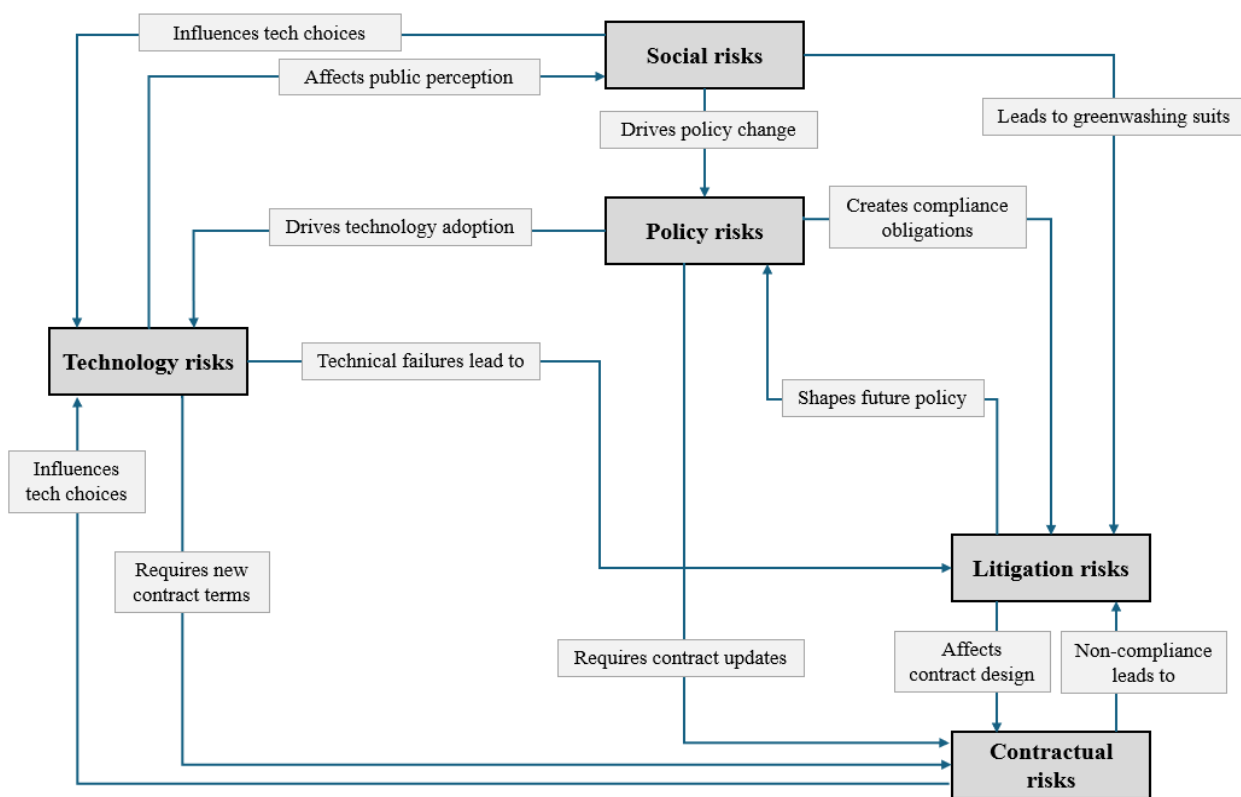 Influences tech choices
Social risks
Affects public perception
Leads to greenwashing suits
Drives policy change
Drives technology adoption
Policy risks
Creates compliance
obligations
Technology risks
Technical failures lead to
Shapes future policy
Influences
tech choices
Requires new
contract terms
Litigation risks
Requires contract updates
Affects
contract design
Non-compliance
leads to
Contractual
risks